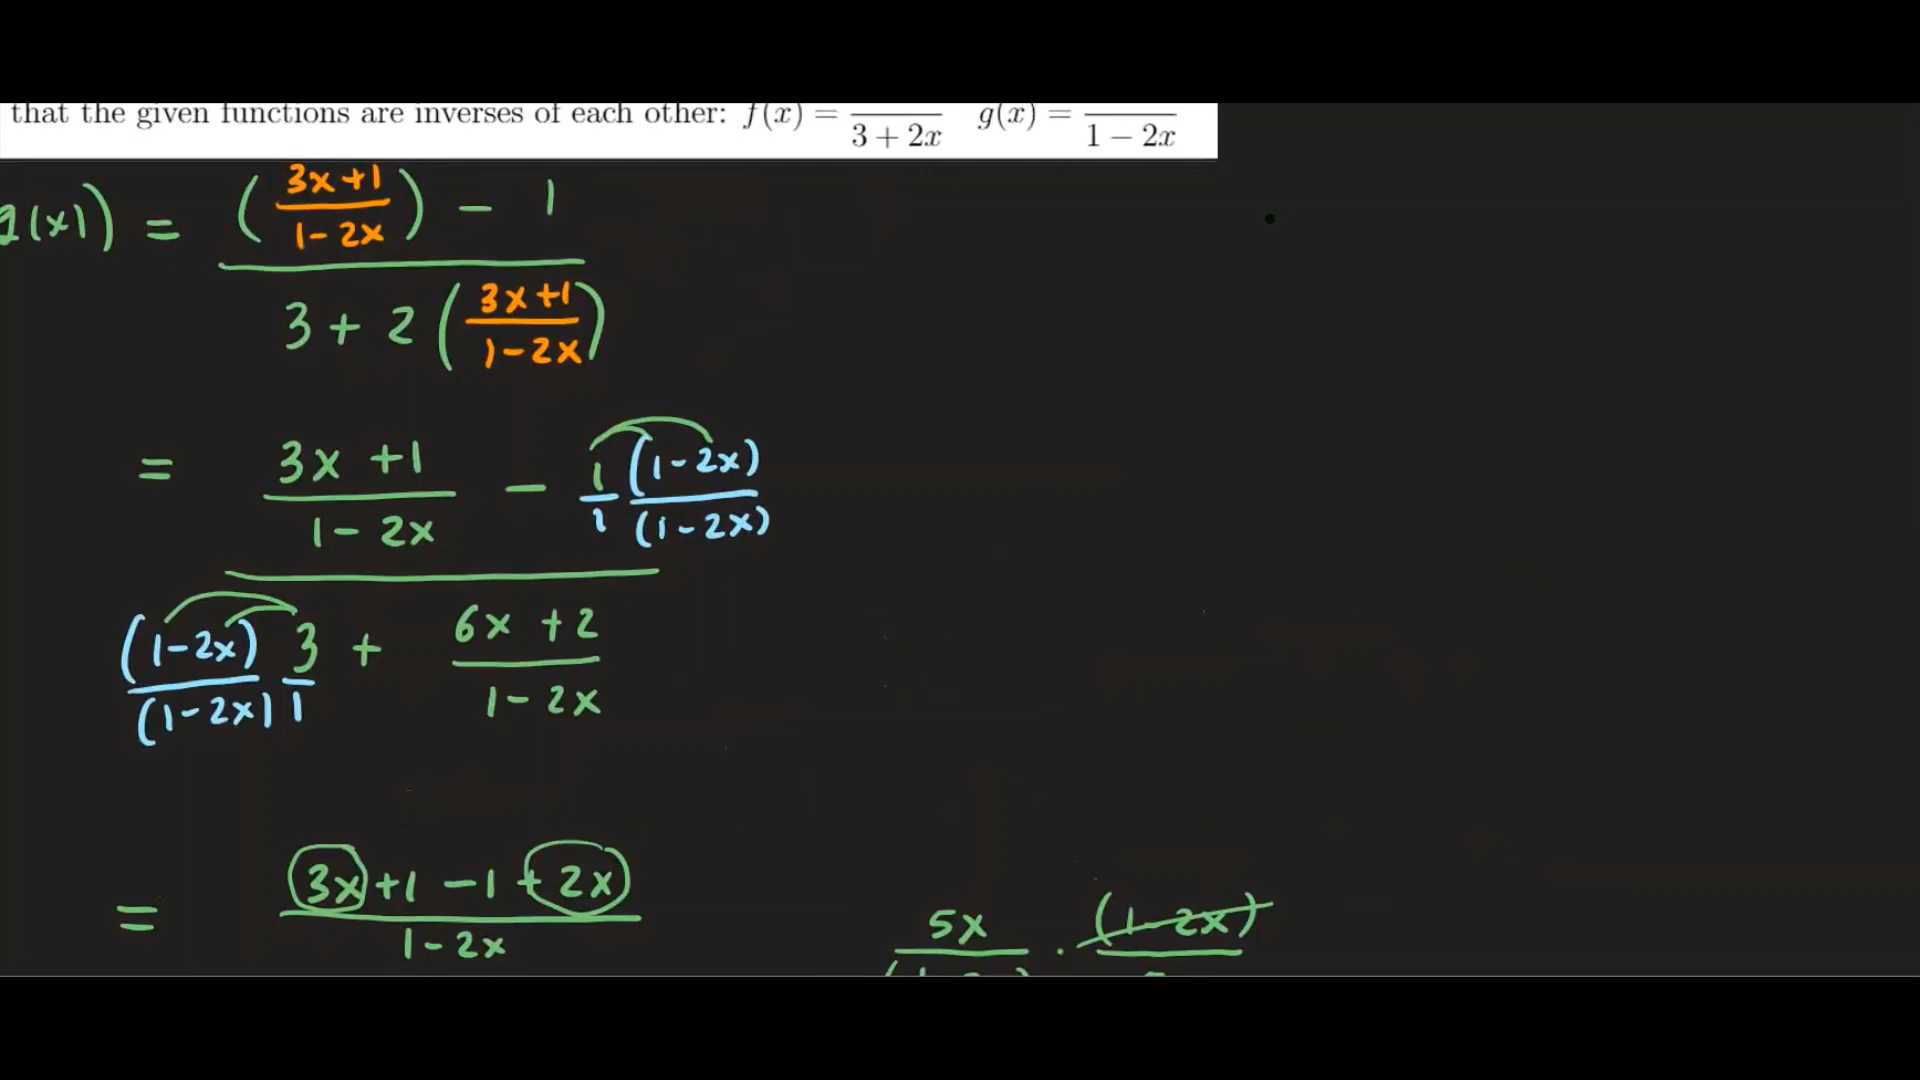 that the given functions are inverses of each other: f(x) = / 3 + 2x g(x) = / 1 − 2x
g(x)) = ((3x+1)/(1-2x)) - 1
3 + 2 ((3x+1)/(1-2x))
= (3x+1)/(1-2x) - 1/1 (1-2x)/(1-2x)
(1-2x)/(1-2x) 3/1 + (6x+2)/(1-2x)
= (3x+1-1+2x)/(1-2x)
5x · (1-2x)